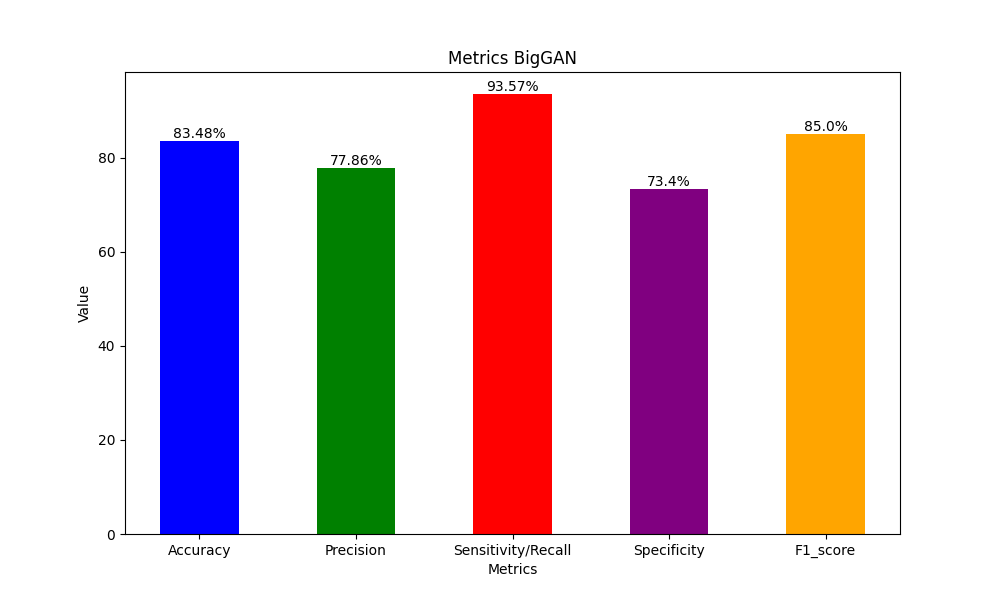 Metrics BigGAN
93.57%
83.48%
85.0%
77.86%
73.4%
80
60
40
20
0
Value
Accuracy
Precision
Sensitivity/Recall
Specificity
F1_score
Metrics